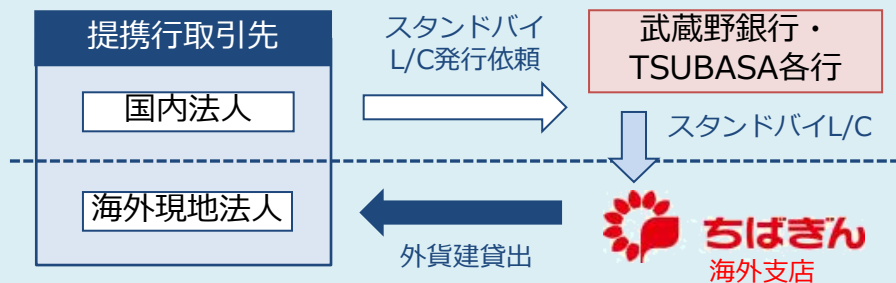 提携行取引先
国内法人
海外現地法人
スタンドバイ
L/C発行依頼
武蔵野銀行・
TSUBASA各行
スタンドバイL/C
外貨建貸出
ちばぎん
海外支店